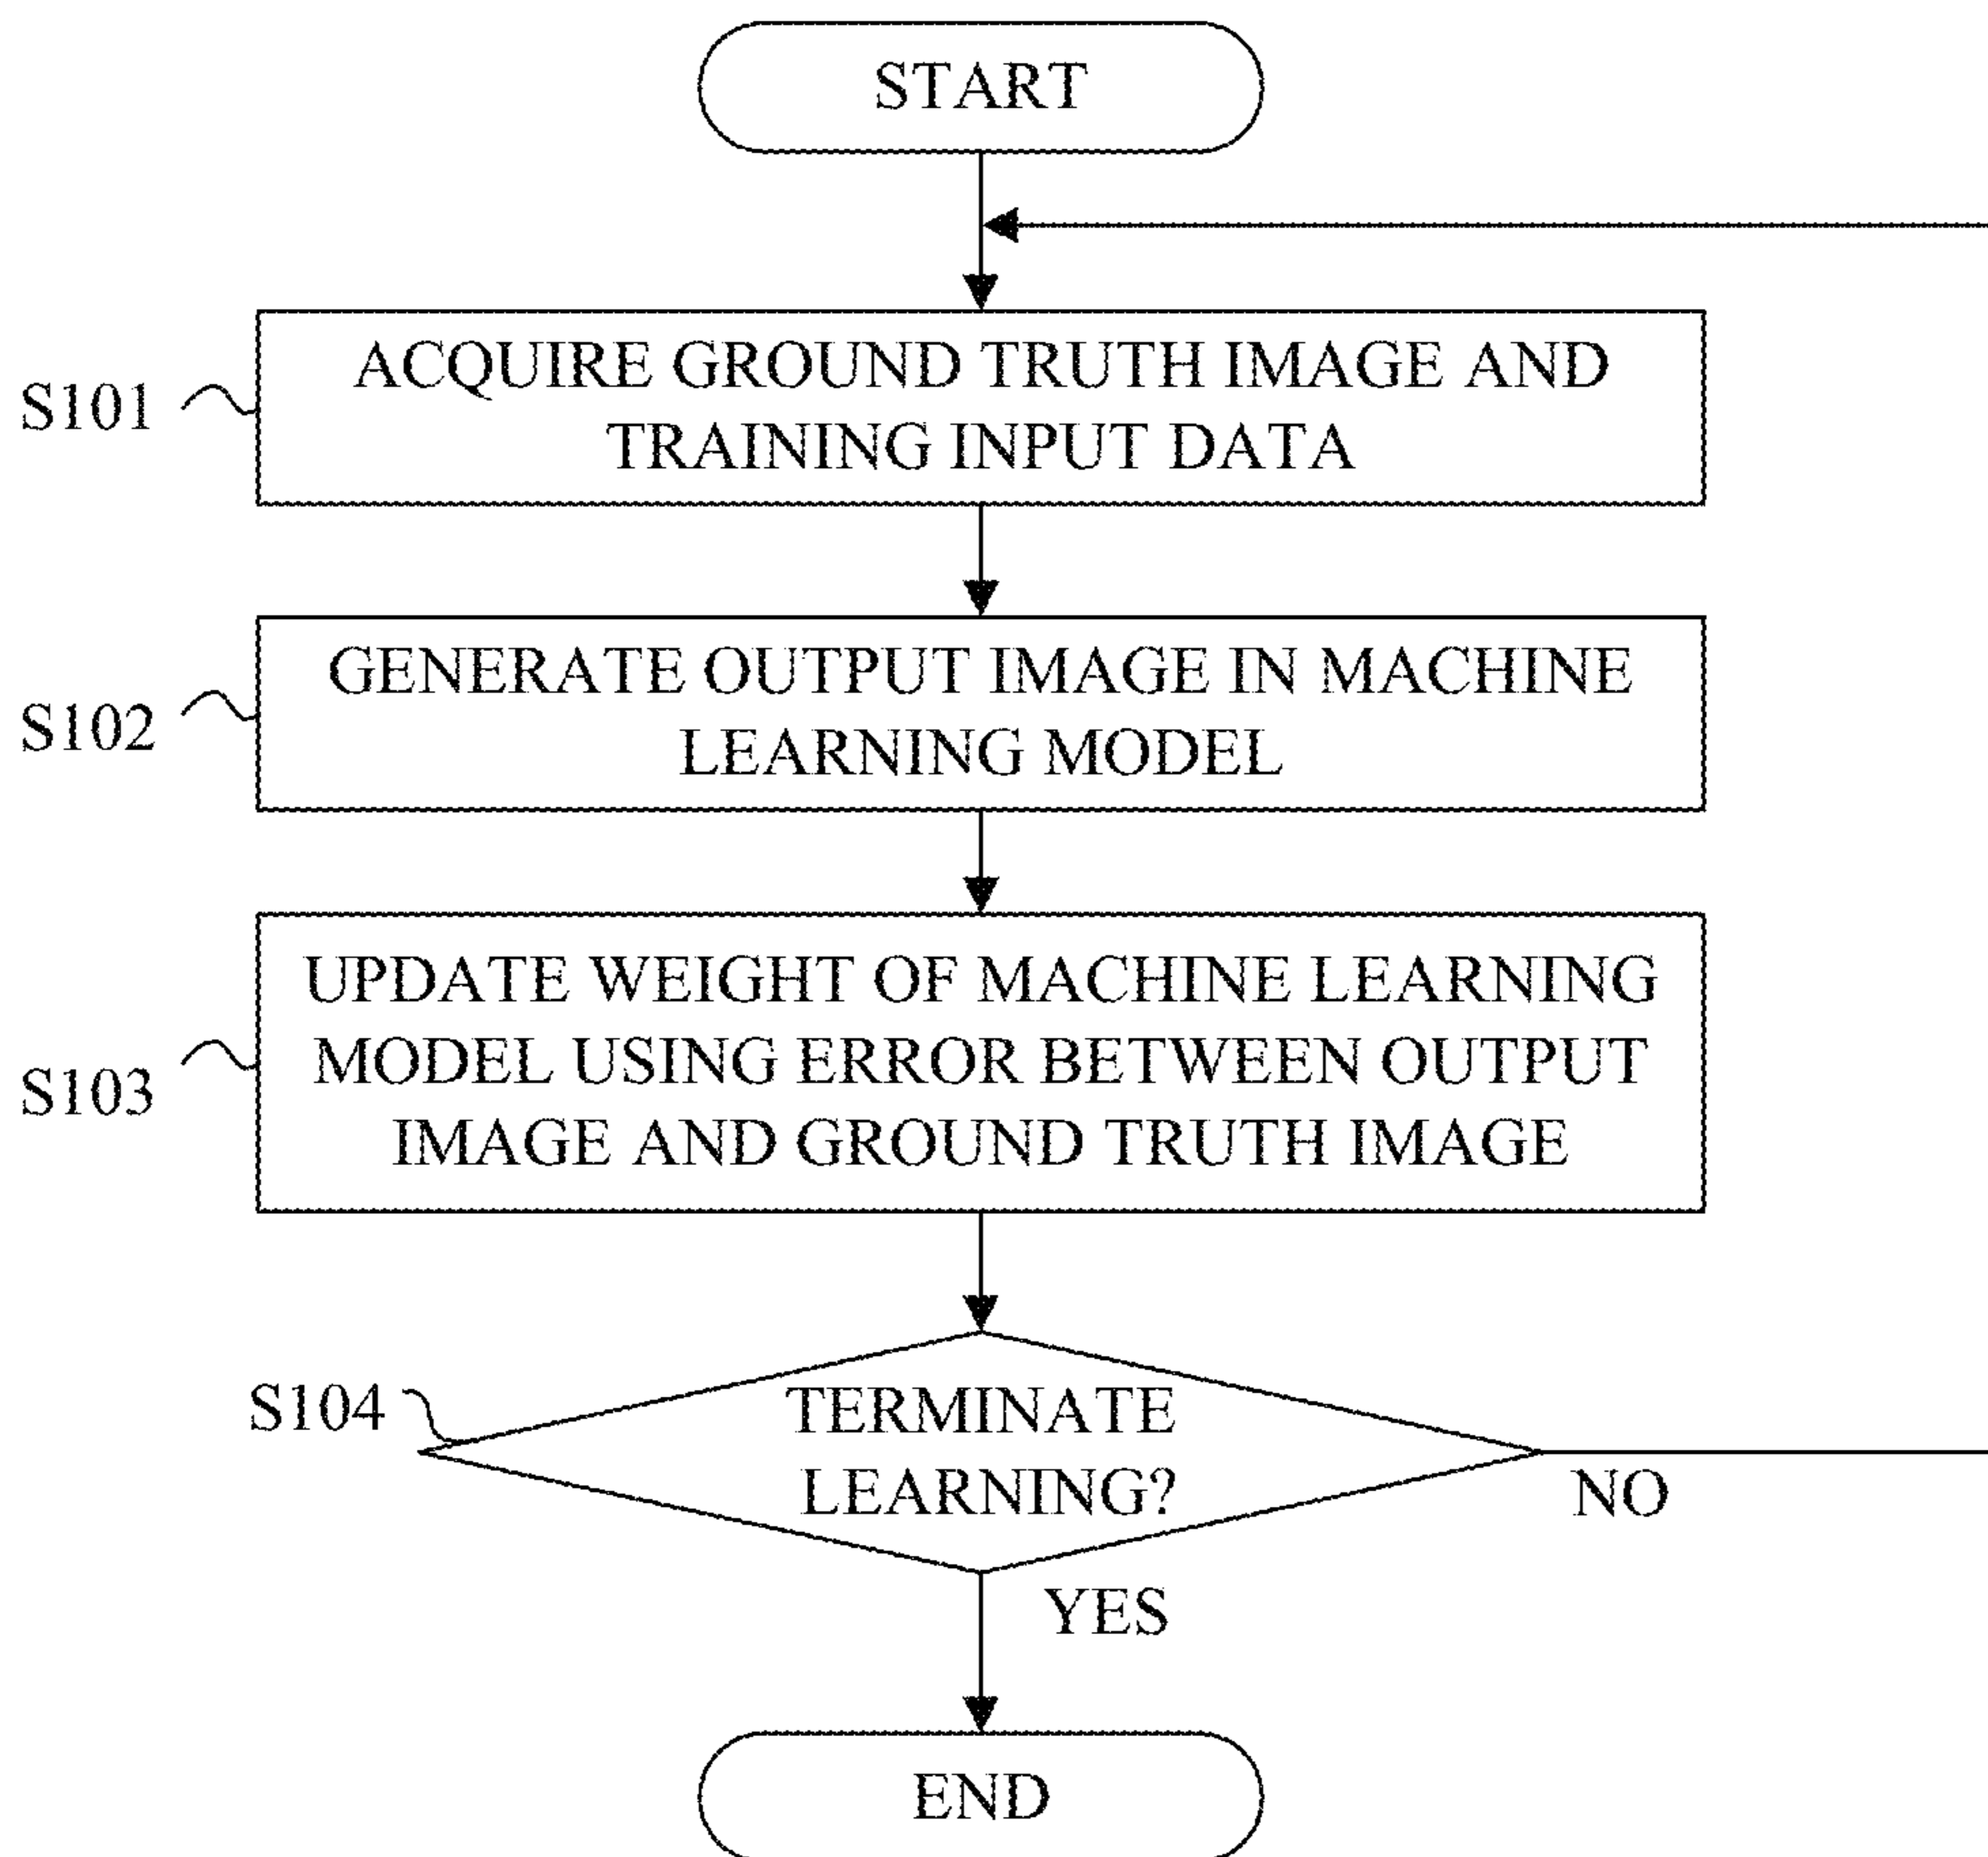 START
S101
ACQUIRE GROUND TRUTH IMAGE AND
TRAINING INPUT DATA
S102
GENERATE OUTPUT IMAGE IN MACHINE
LEARNING MODEL
S103
UPDATE WEIGHT OF MACHINE LEARNING
MODEL USING ERROR BETWEEN OUTPUT
IMAGE AND GROUND TRUTH IMAGE
S104
TERMINATE
LEARNING?
NO
YES
END